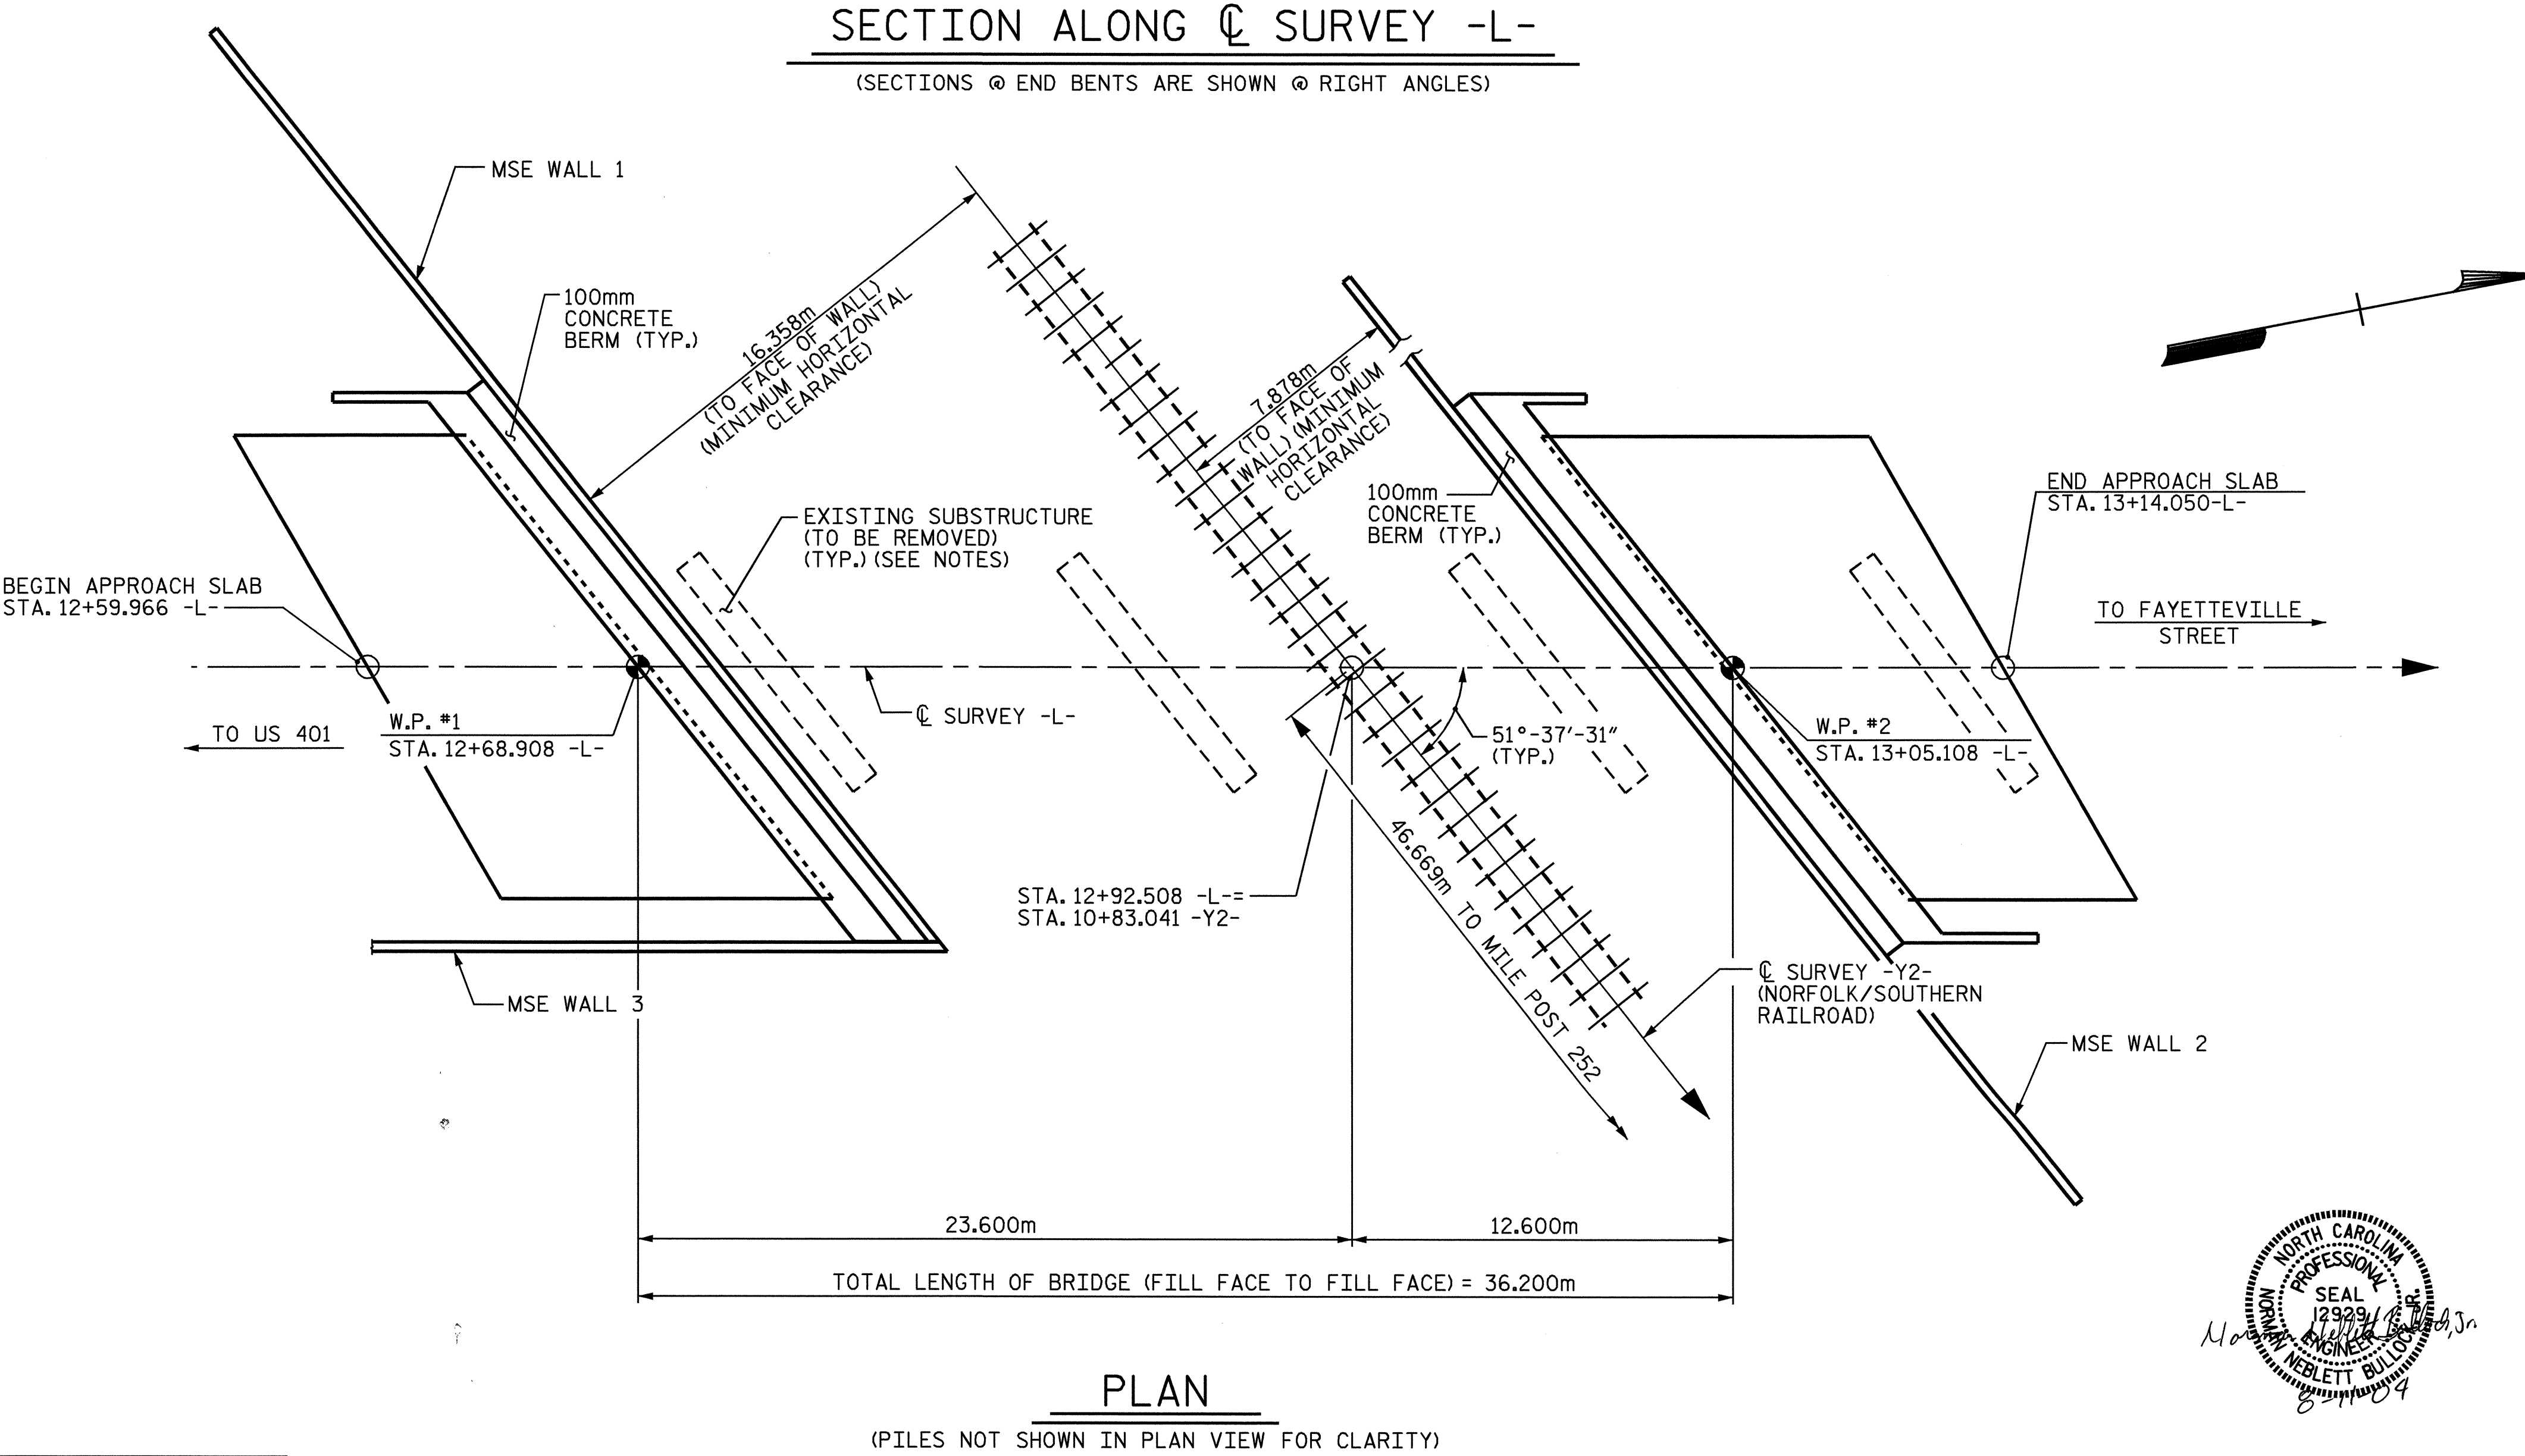 SECTION ALONG ℄ SURVEY -L-
(SECTIONS @ END BENTS ARE SHOWN @ RIGHT ANGLES)
MSE WALL 1
100mm
CONCRETE
BERM (TYP.)
16.358m
(TO FACE OF WALL)
(MINIMUM HORIZONTAL
CLEARANCE)
7.878m
(TO FACE OF
WALL) (MINIMUM
HORIZONTAL
CLEARANCE)
EXISTING SUBSTRUCTURE
(TO BE REMOVED)
(TYP.) (SEE NOTES)
100mm
CONCRETE
BERM (TYP.)
END APPROACH SLAB
STA. 13+14.050-L-
BEGIN APPROACH SLAB
STA. 12+59.966 -L-
TO FAYETTEVILLE
STREET
TO US 401
W.P. #1
STA. 12+68.908 -L-
℄ SURVEY -L-
51°-37'-31"
(TYP.)
W.P. #2
STA. 13+05.108 -L-
46.669m TO MILE POST 252
STA. 12+92.508 -L-=
STA. 10+83.041 -Y2-
℄ SURVEY -Y2-
(NORFOLK/SOUTHERN
RAILROAD)
MSE WALL 3
MSE WALL 2
23.600m
12.600m
TOTAL LENGTH OF BRIDGE (FILL FACE TO FILL FACE) = 36.200m
NORTH CAROLINA
PROFESSIONAL
SEAL
12929
ENGINEER
NORMAN NEBLETT BULLOCK, JR.
PLAN
(PILES NOT SHOWN IN PLAN VIEW FOR CLARITY)